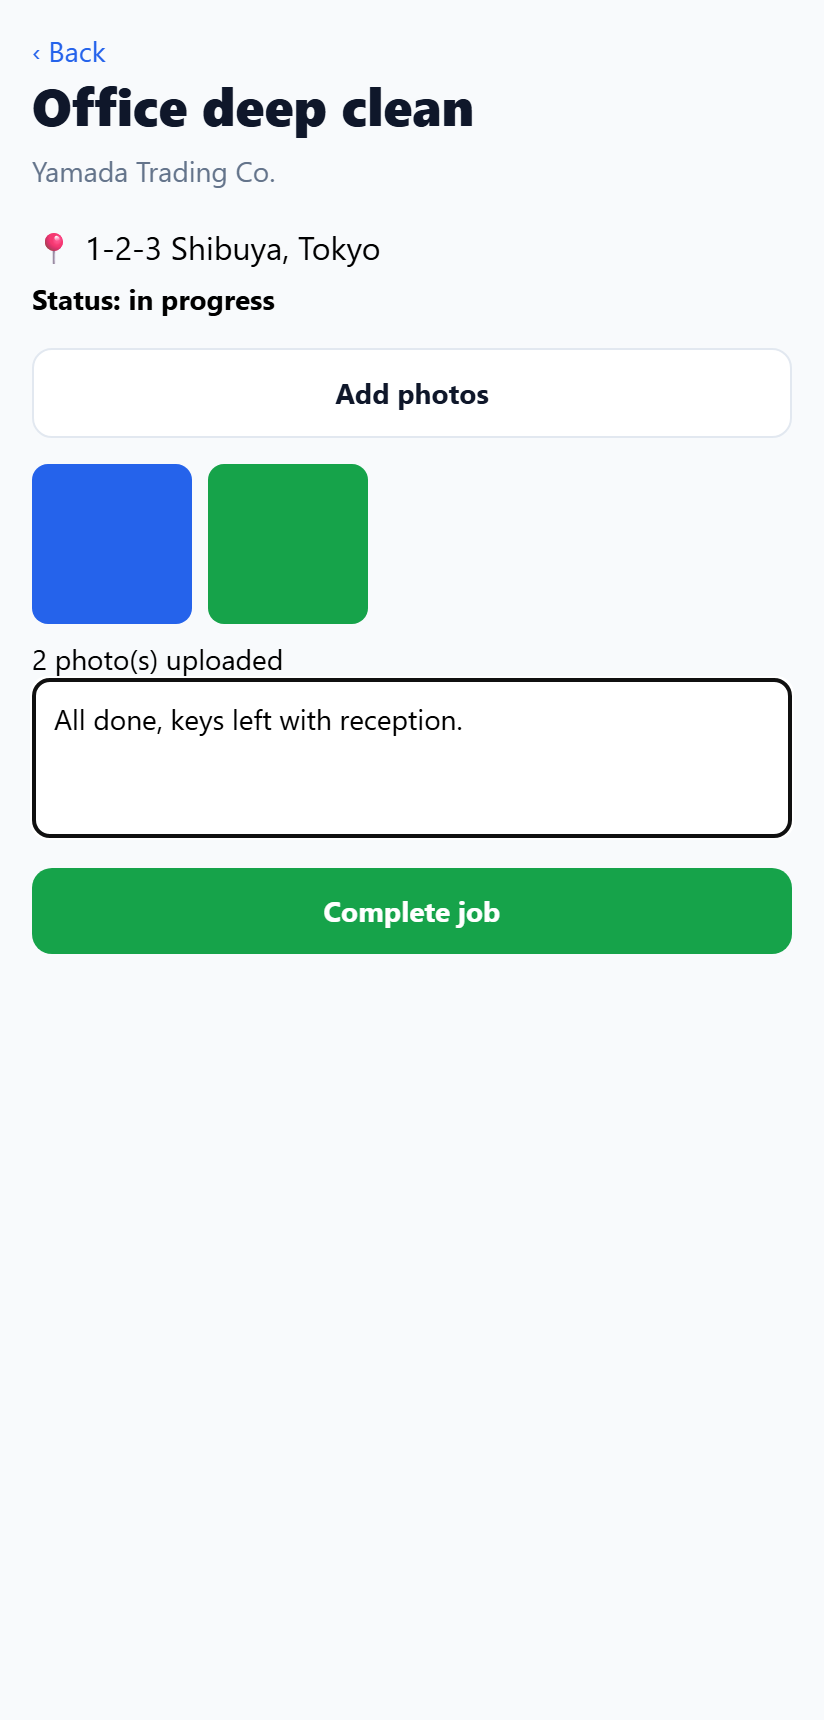 ‹ Back
Office deep clean
Yamada Trading Co.
📍 1-2-3 Shibuya, Tokyo
Status: in progress
Add photos
2 photo(s) uploaded
All done, keys left with reception.
Complete job